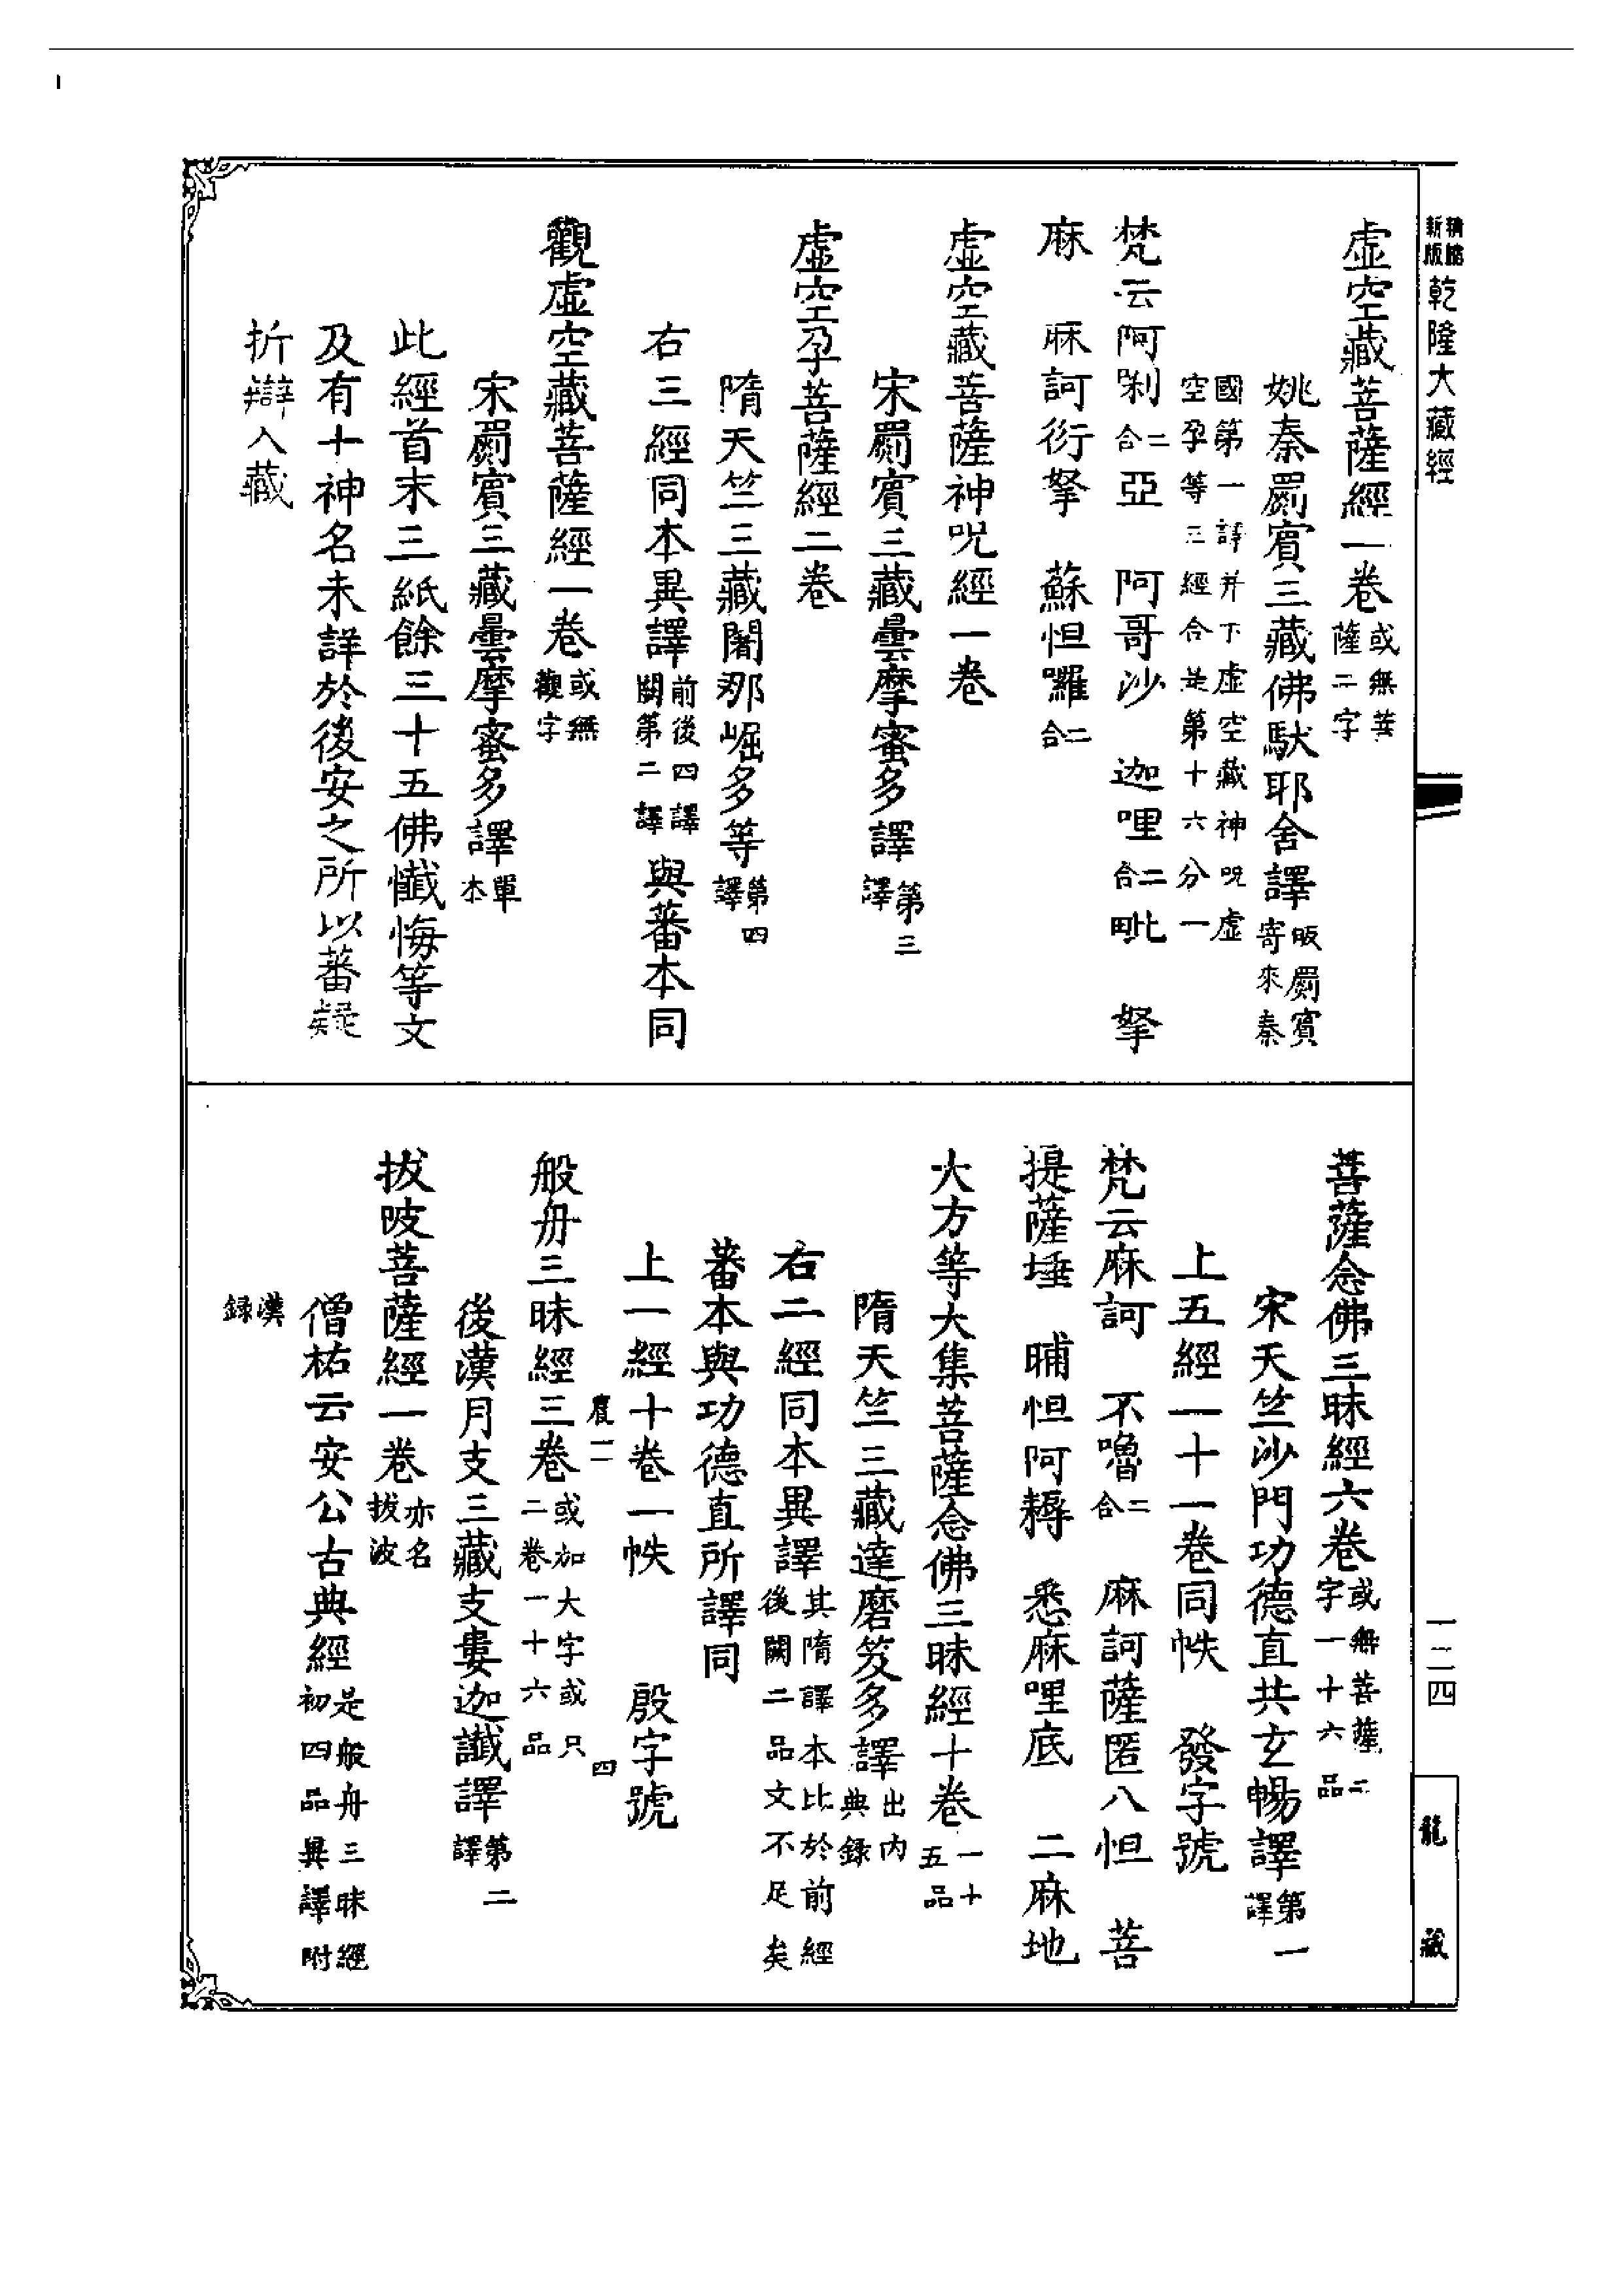 精縮新版乾隆大藏經
虛空藏菩薩經一卷或無菩薩二字
姚秦罽賓三藏佛馱耶舍譯昄罽賓寄來秦
國第一譯并下虛空藏神呪虛空孕等三經合是第十六分一
梵云阿㗚二合亞 阿哥沙 迦哩二合毗 拏
麻 麻訶衍拏 蘇怛囉二合
虛空藏菩薩神呪經一卷
宋罽賓三藏曇摩蜜多譯第三譯
虛空孕菩薩經二卷
隋天竺三藏闍那崛多等第四譯
右三經同本異譯前後四譯闕第二譯與蕃本同
觀虛空藏菩薩經一卷或無觀字
宋罽賓三藏曇摩蜜多譯單本
此經首末三紙餘三十五佛懺悔等文
及有十神名未詳於後安之所以蕃疑
折辯入藏
菩薩念佛三昧經六卷或無菩薩二字一十六品
宋天竺沙門功德直共玄暢譯第一譯
上五經一十一卷同帙 發字號
梵云麻訶 不嚕二合 麻訶薩匿八怛 菩
提薩埵 晡怛阿耨 悉麻哩底 二麻地
大方等大集菩薩念佛三昧經十卷一十五品
隋天竺三藏達磨笈多譯出內典錄
右二經同本異譯其隋譯本比於前經後闕二品文不足矣
蕃本與功德直所譯同
上一經十卷一帙 殷字號
般舟三昧經三卷或加大字或只二卷一十六品
後漢月支三藏支婁迦讖譯第二譯
拔陂菩薩經一卷亦名拔波
僧祐云安公古典經是般舟三昧經初四品異譯附
漢錄
一二四
龍藏